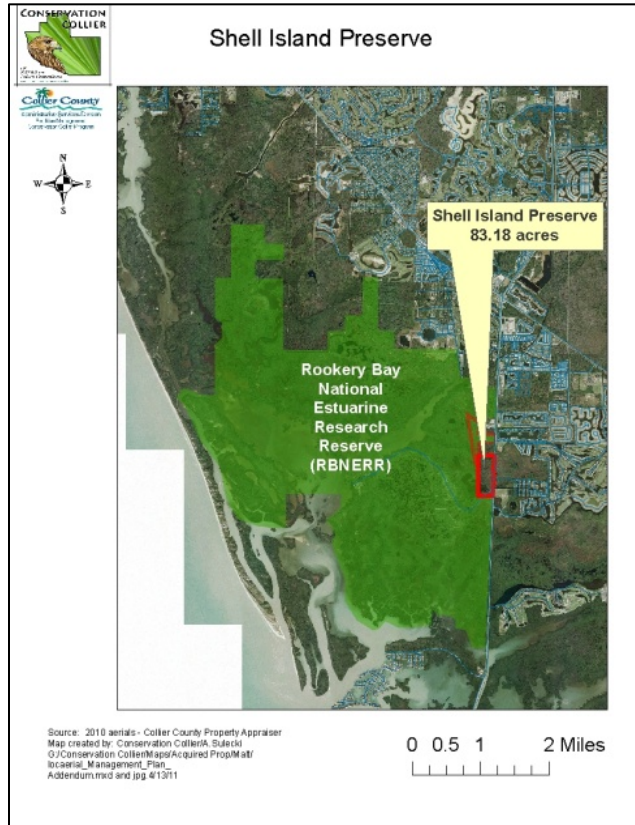 CONSERVATION
COLLIER
Shell Island Preserve
Collier County
N
W
E
S
Shell Island Preserve
83.18 acres
Rookery Bay
National
Estuarine
Research
Reserve
(RBNERR)
Source: 2010 aerials - Collier County Property Appraiser
Map created by: Conservation Collier/A. Sulecki
G:/Conservation Collier/Maps/Acquired Prop/Malt/
locaerial_Management_Plan_
Addendum.mxd and jpg 4/13/11
0 0.5 1 2 Miles